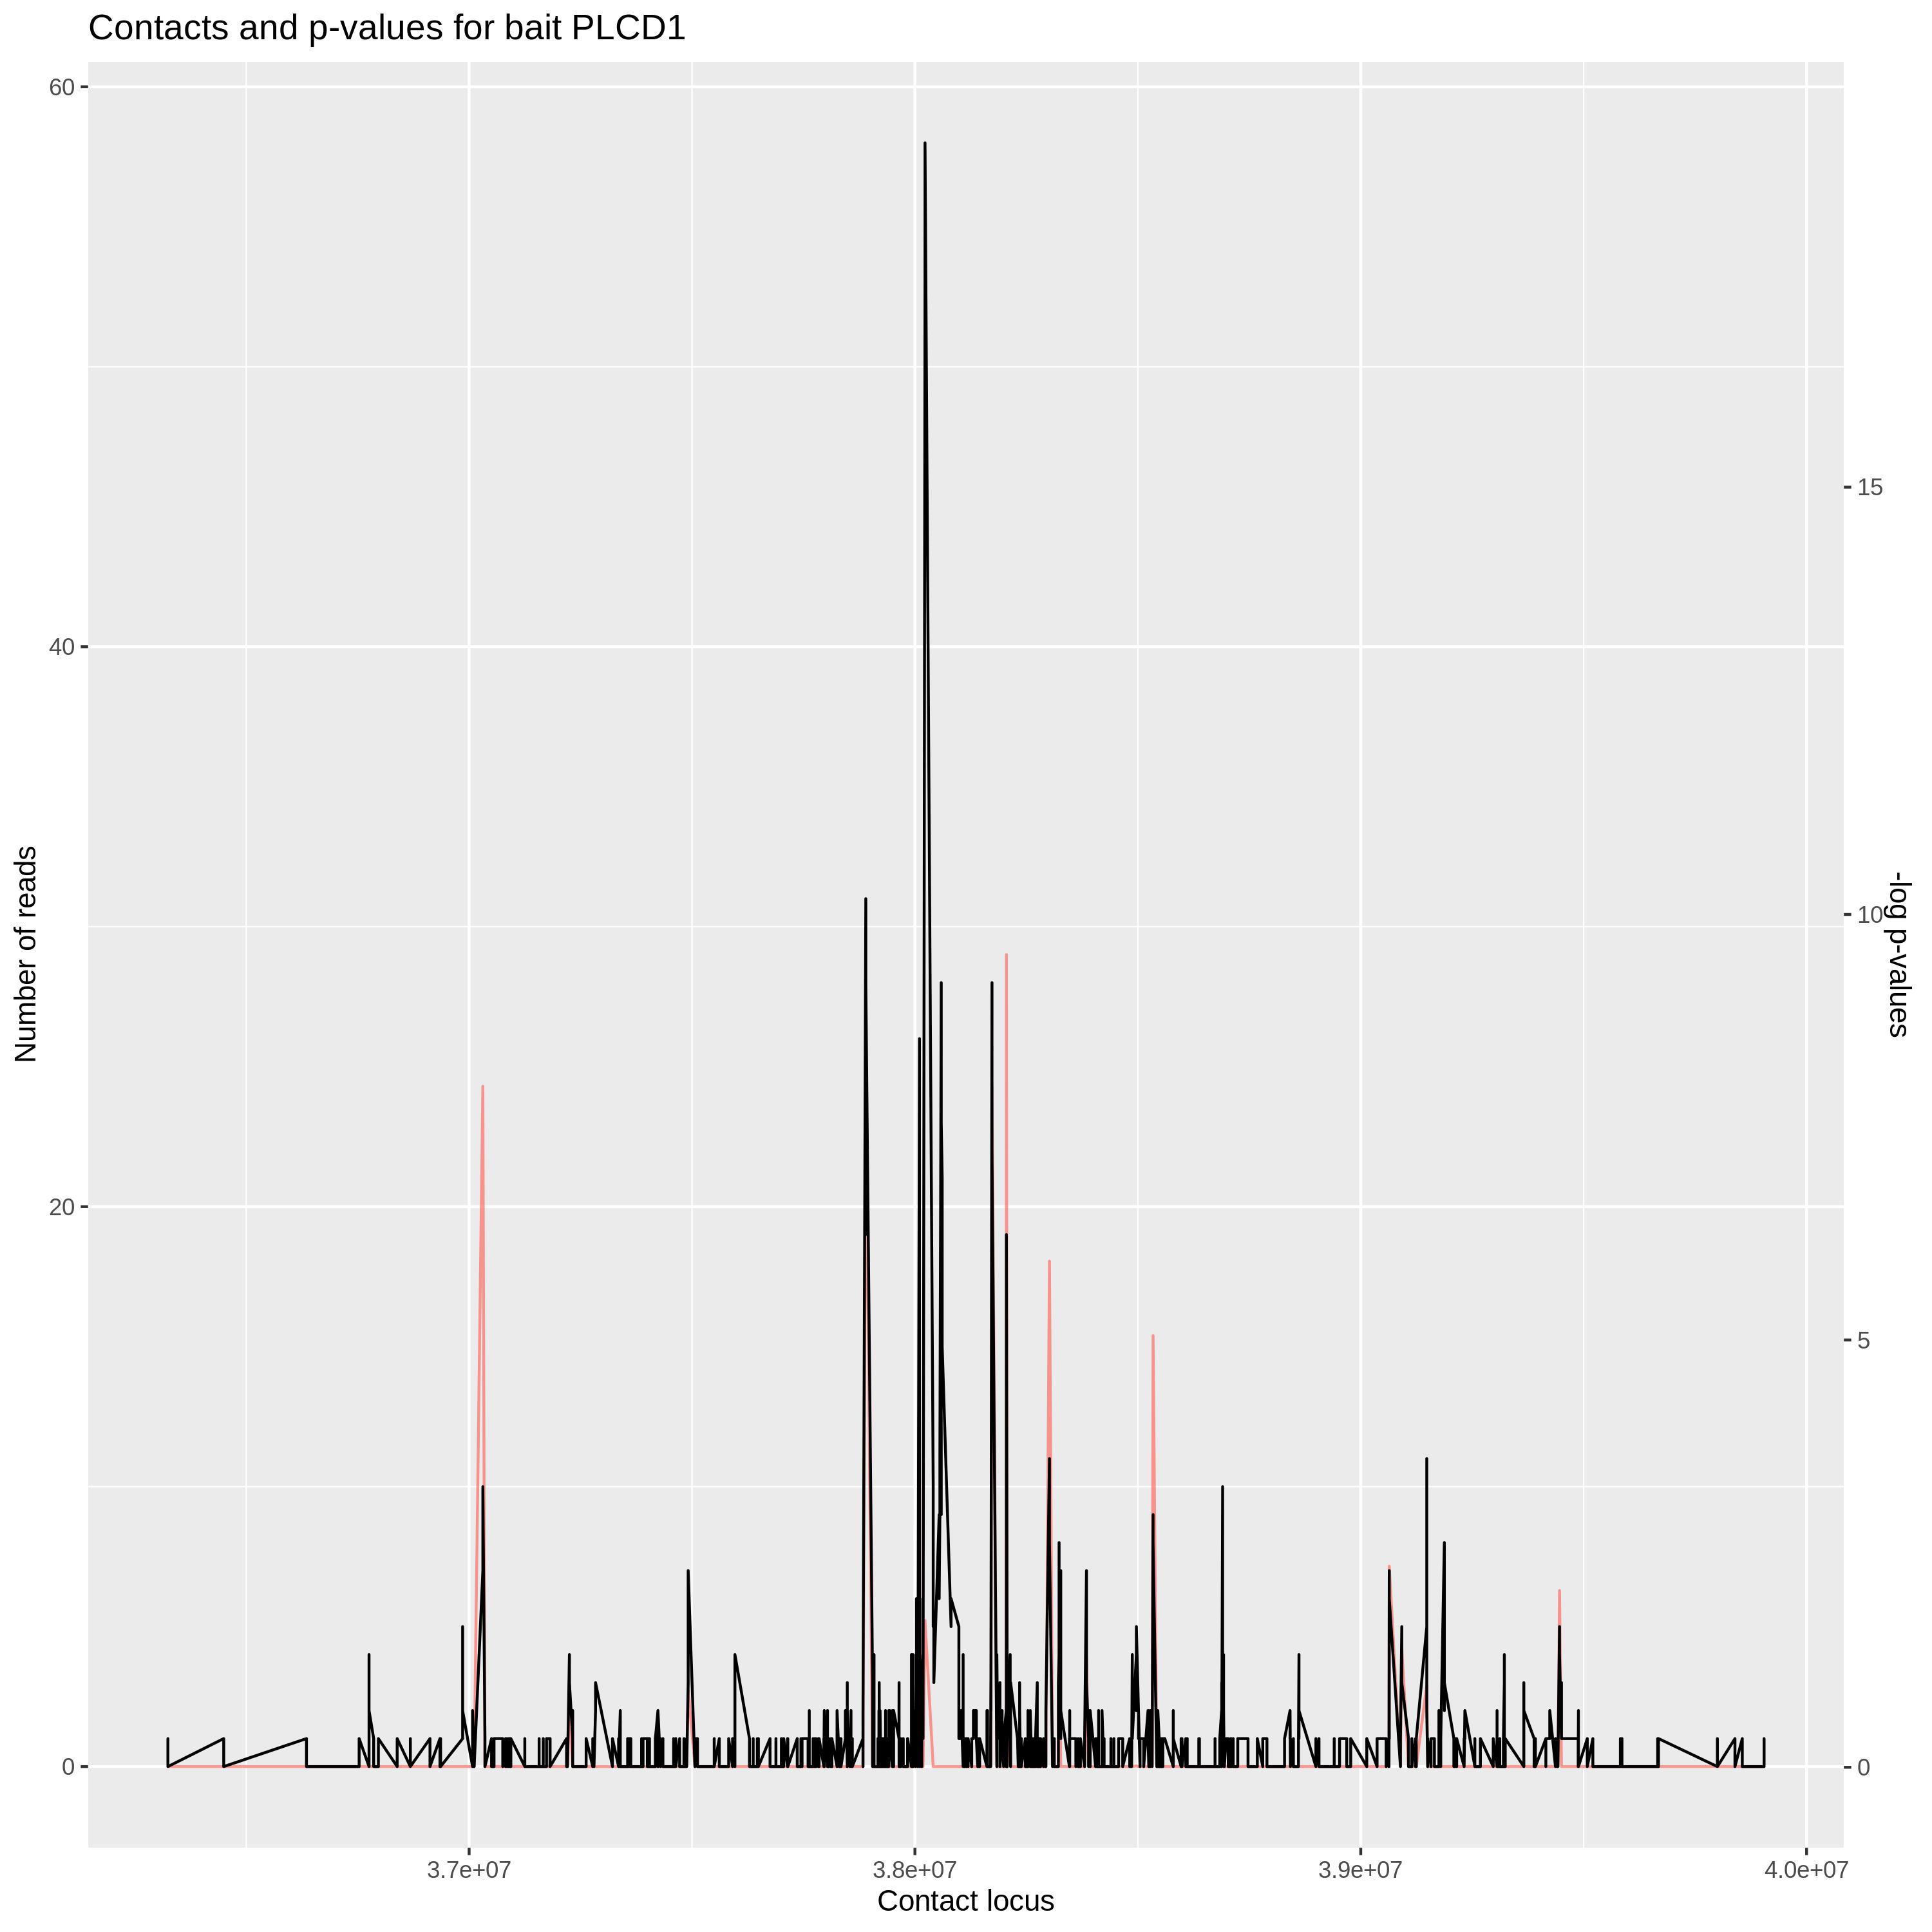 Contacts and p-values for bait PLCD1
60
40
20
0
Number of reads
15
10
5
0
-log p-values
3.7e+07
3.8e+07
3.9e+07
4.0e+07
Contact locus